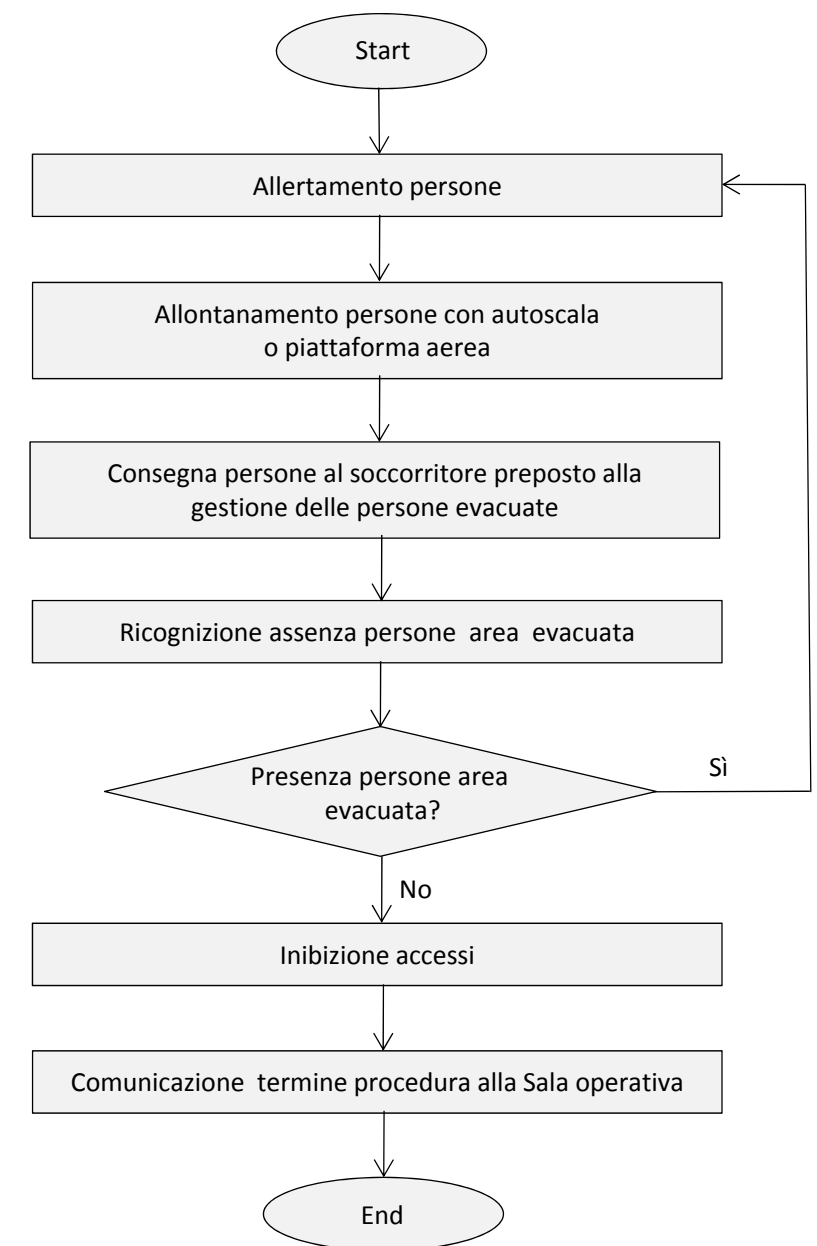 Start
Allertamento persone
Allontanamento persone con autoscala
o piattaforma aerea
Consegna persone al soccorritore preposto alla
gestione delle persone evacuate
Ricognizione assenza persone area evacuata
Presenza persone area
evacuata?
Sì
No
Inibizione accessi
Comunicazione termine procedura alla Sala operativa
End